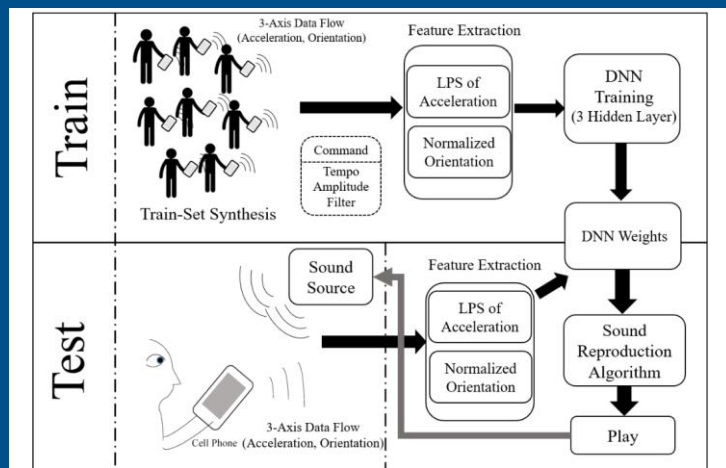 Train
3-Axis Data Flow
(Acceleration, Orientation)
Train-Set Synthesis
Command
Tempo
Amplitude
Filter
Feature Extraction
LPS of
Acceleration
Normalized
Orientation
DNN
Training
(3 Hidden Layer)
DNN Weights
Test
Sound
Source
Cell Phone
3-Axis Data Flow
(Acceleration, Orientation)
Feature Extraction
LPS of
Acceleration
Normalized
Orientation
Sound
Reproduction
Algorithm
Play